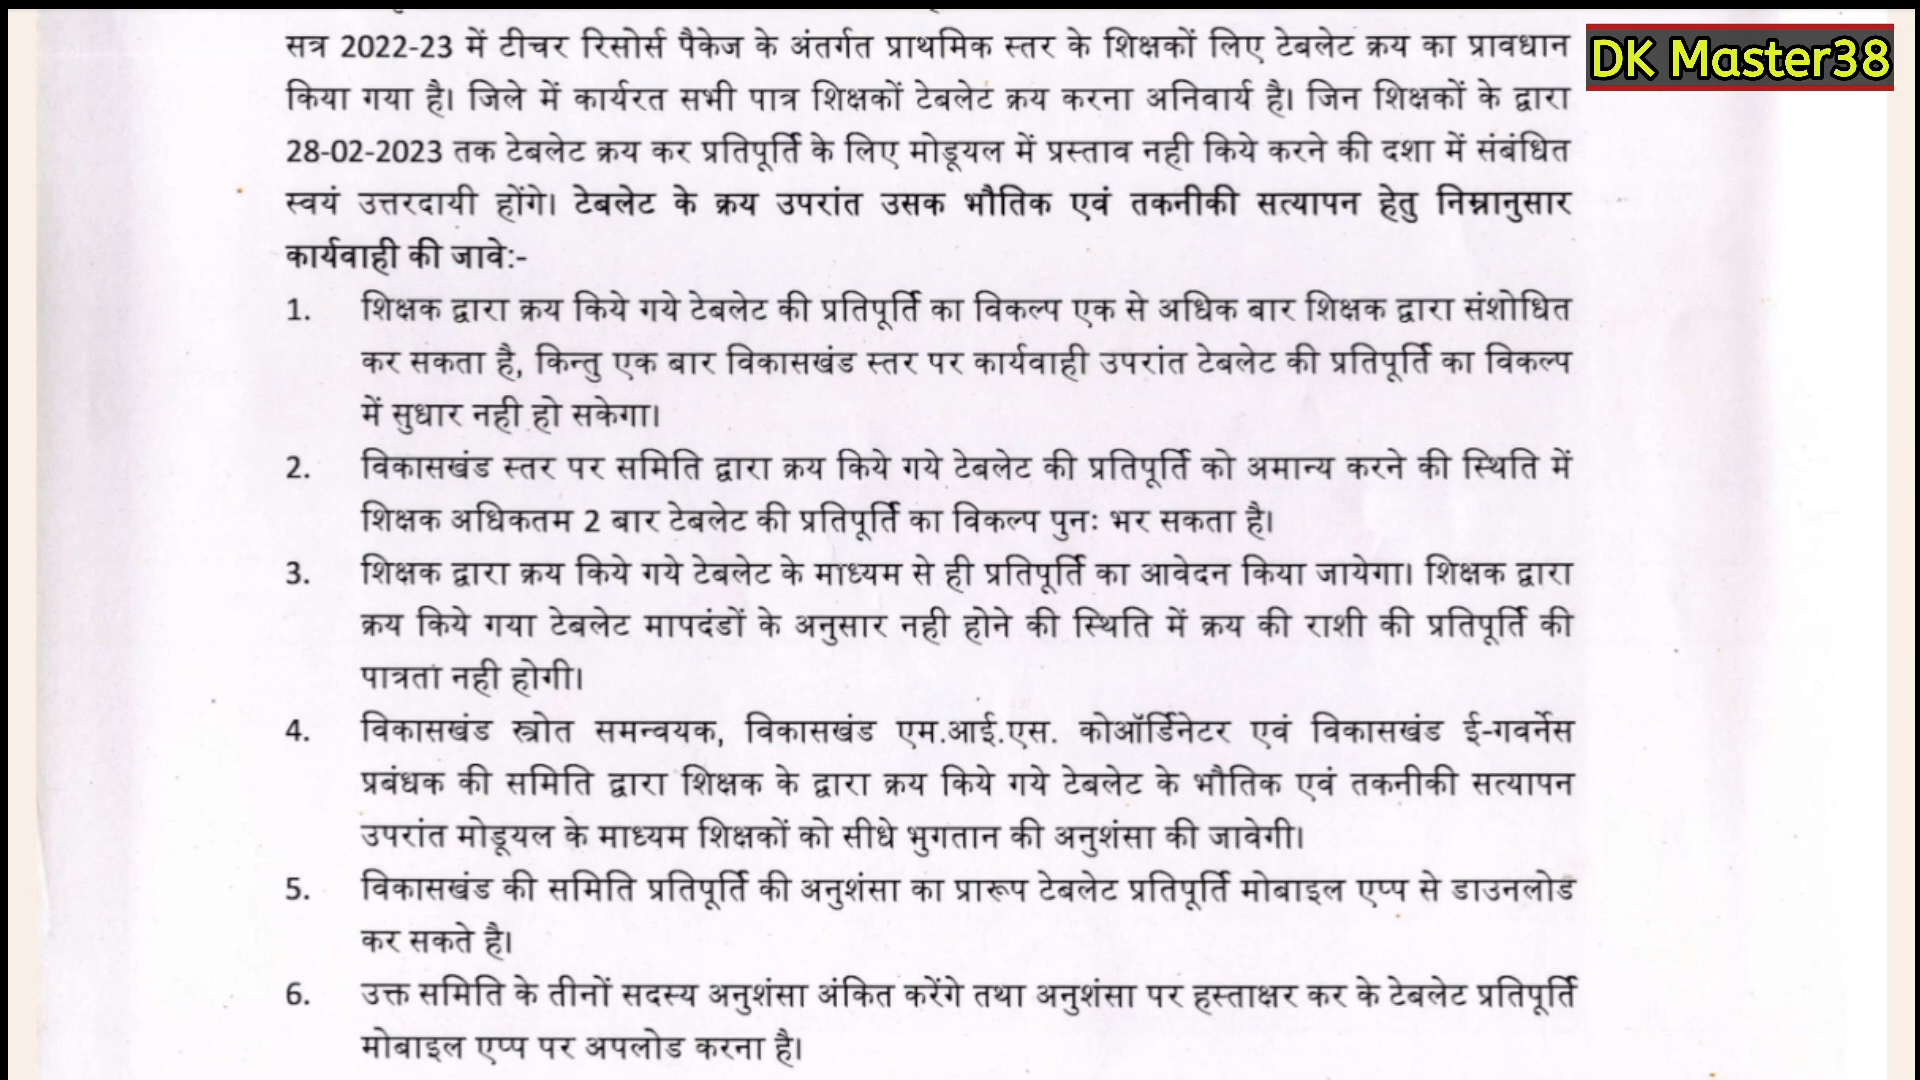 सत्र 2022-23 में टीचर रिसोर्स पैकेज के अंतर्गत प्राथमिक स्तर के शिक्षकों लिए टेबलेट क्रय का प्रावधान
DK Master38
किया गया है। जिले में कार्यरत सभी पात्र शिक्षकों टेबलेट क्रय करना अनिवार्य है। जिन शिक्षकों के द्वारा
28-02-2023 तक टेबलेट क्रय कर प्रतिपूर्ति के लिए मोडूयल में प्रस्ताव नही किये करने की दशा में संबंधित
स्वयं उत्तरदायी होंगे। टेबलेट के क्रय उपरांत उसक भौतिक एवं तकनीकी सत्यापन हेतु निम्नानुसार
कार्यवाही की जावे:-
1. शिक्षक द्वारा क्रय किये गये टेबलेट की प्रतिपूर्ति का विकल्प एक से अधिक बार शिक्षक द्वारा संशोधित
कर सकता है, किन्तु एक बार विकासखंड स्तर पर कार्यवाही उपरांत टेबलेट की प्रतिपूर्ति का विकल्प
में सुधार नही हो सकेगा।
2. विकासखंड स्तर पर समिति द्वारा क्रय किये गये टेबलेट की प्रतिपूर्ति को अमान्य करने की स्थिति में
शिक्षक अधिकतम 2 बार टेबलेट की प्रतिपूर्ति का विकल्प पुनः भर सकता है।
3. शिक्षक द्वारा क्रय किये गये टेबलेट के माध्यम से ही प्रतिपूर्ति का आवेदन किया जायेगा। शिक्षक द्वारा
क्रय किये गया टेबलेट मापदंडों के अनुसार नही होने की स्थिति में क्रय की राशी की प्रतिपूर्ति की
पात्रता नही होगी।
4. विकासखंड स्त्रोत समन्वयक, विकासखंड एम.आई.एस. कोऑर्डिनेटर एवं विकासखंड ई-गवर्नेस
प्रबंधक की समिति द्वारा शिक्षक के द्वारा क्रय किये गये टेबलेट के भौतिक एवं तकनीकी सत्यापन
उपरांत मोडूयल के माध्यम शिक्षकों को सीधे भुगतान की अनुशंसा की जावेगी।
5. विकासखंड की समिति प्रतिपूर्ति की अनुशंसा का प्रारूप टेबलेट प्रतिपूर्ति मोबाइल एप्प से डाउनलोड
कर सकते है।
6. उक्त समिति के तीनों सदस्य अनुशंसा अंकित करेंगे तथा अनुशंसा पर हस्ताक्षर कर के टेबलेट प्रतिपूर्ति
मोबाइल एप्प पर अपलोड करना है।